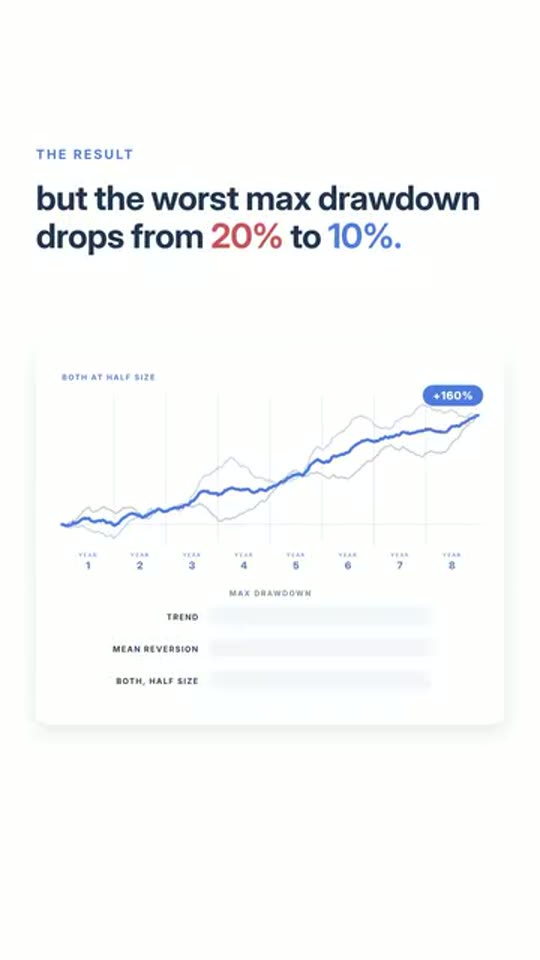 THE RESULT
but the worst max drawdown
drops from 20% to 10%.
BOTH AT HALF SIZE
+160%
YEAR YEAR YEAR YEAR YEAR YEAR YEAR YEAR
1 2 3 4 5 6 7 8
MAX DRAWDOWN
TREND
MEAN REVERSION
BOTH, HALF SIZE